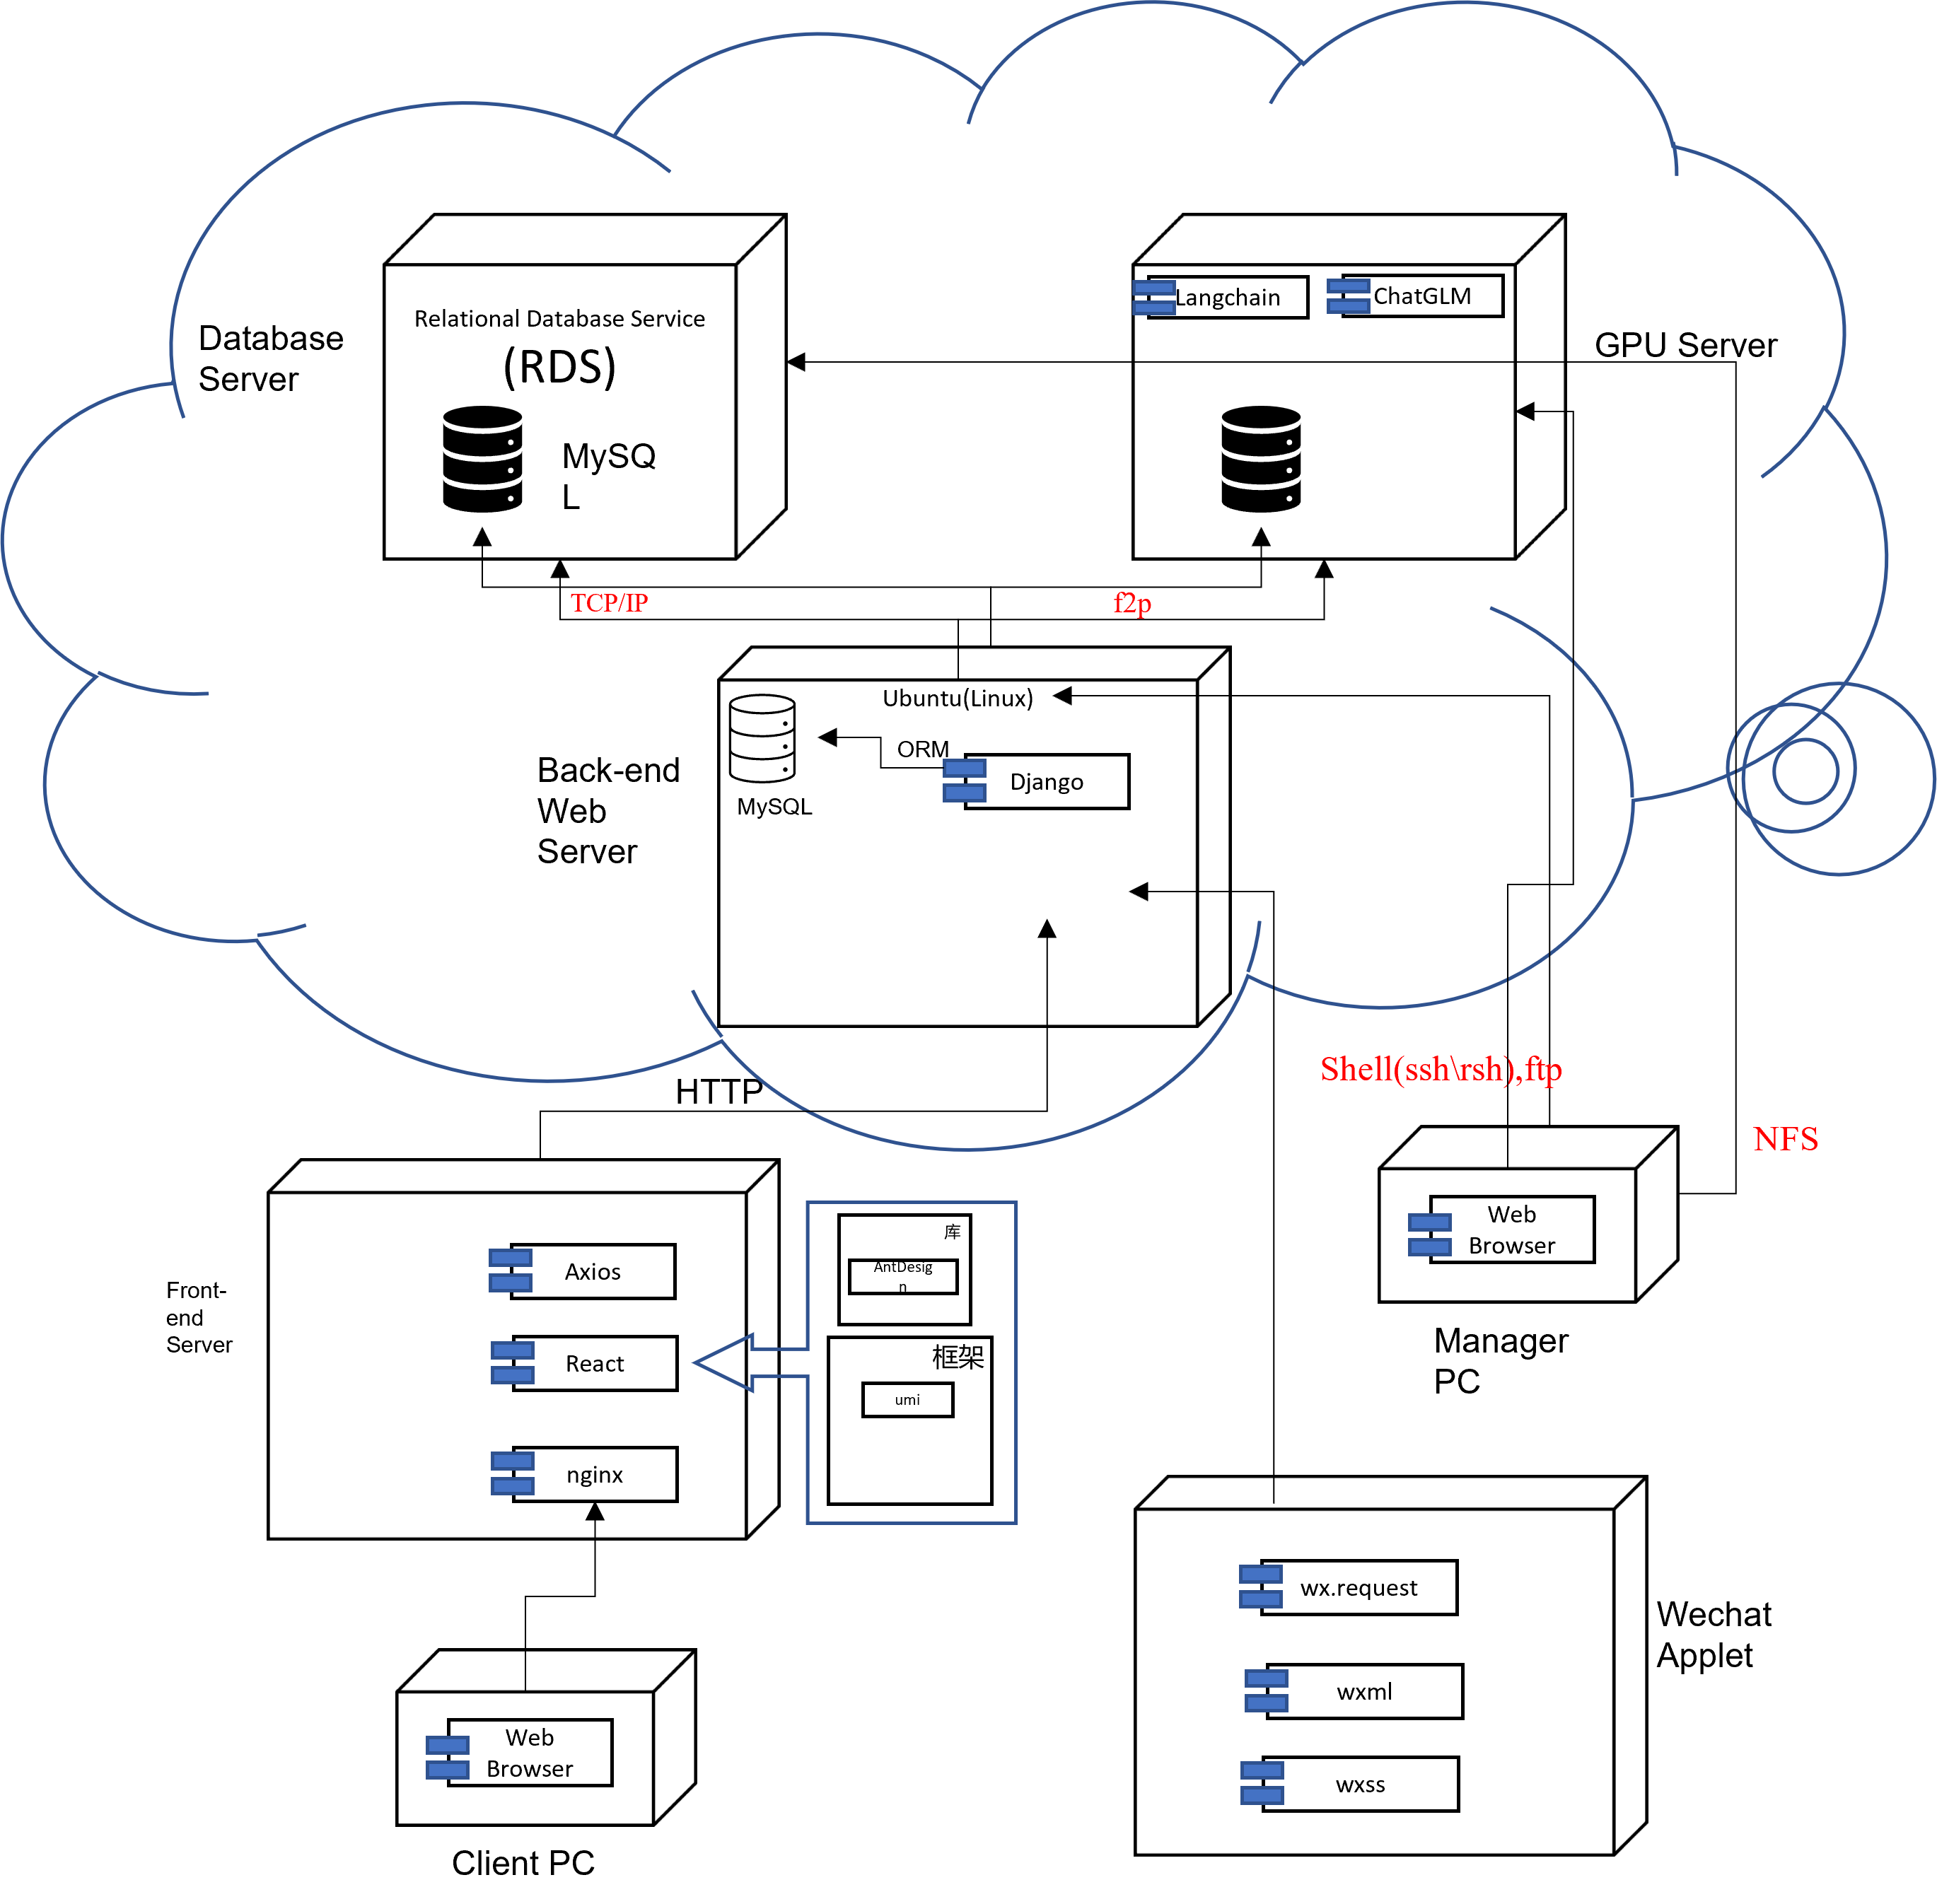 Langchain
ChatGLM
Relational Database Service
(RDS)
Database
Server
GPU Server
MySQ
L
TCP/IP
f2p
Ubuntu(Linux)
ORM
Django
MySQL
Back-end
Web
Server
Shell(ssh\rsh),ftp
HTTP
NFS
Web
Browser
库
AntDesig
n
Axios
Front-
end
Server
React
框架
umi
Manager
PC
nginx
wx.request
Wechat
Applet
wxml
Web
Browser
wxss
Client PC